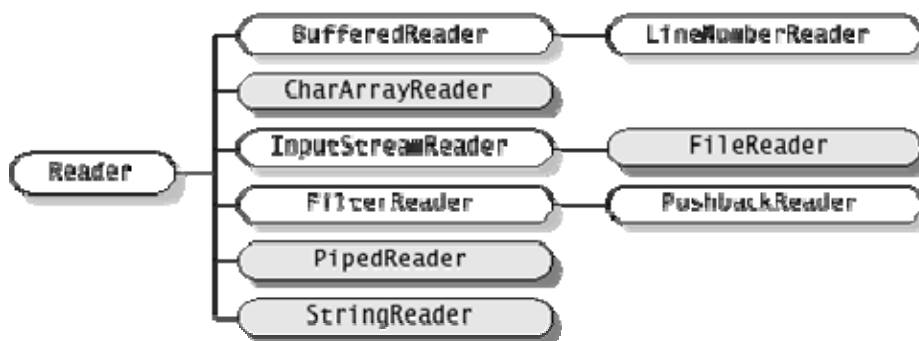 BufferedReader
LineNumberReader
CharArrayReader
InputStreamReader
FileReader
Reader
FilterReader
PushbackReader
PipedReader
StringReader